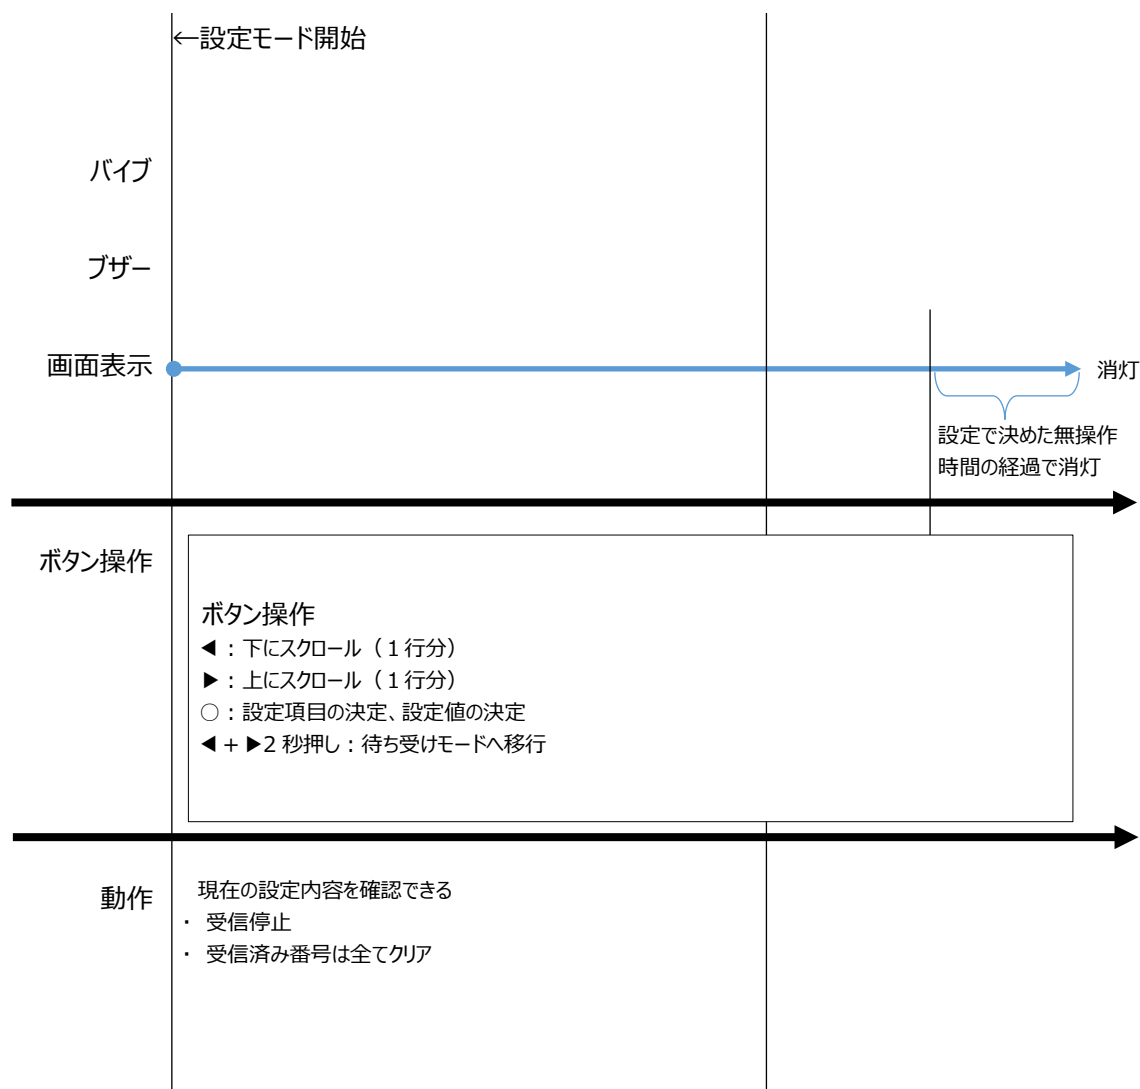 ←設定モード開始
バイブ
ブザー
画面表示
消灯
設定で決めた無操作
時間の経過で消灯
ボタン操作
ボタン操作
◀：下にスクロール（1行分）
▶：上にスクロール（1行分）
○：設定項目の決定、設定値の決定
◀ + ▶2 秒押し：待ち受けモードへ移行
動作
現在の設定内容を確認できる
・ 受信停止
・ 受信済み番号は全てクリア